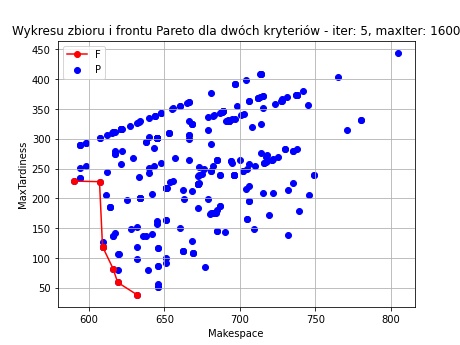 Wykresu zbioru i frontu Pareto dla dwóch kryteriów - iter: 5, maxIter: 1600
F
P
450
400
350
300
250
200
150
100
50
MaxTardiness
600 650 700 750 800
Makespace